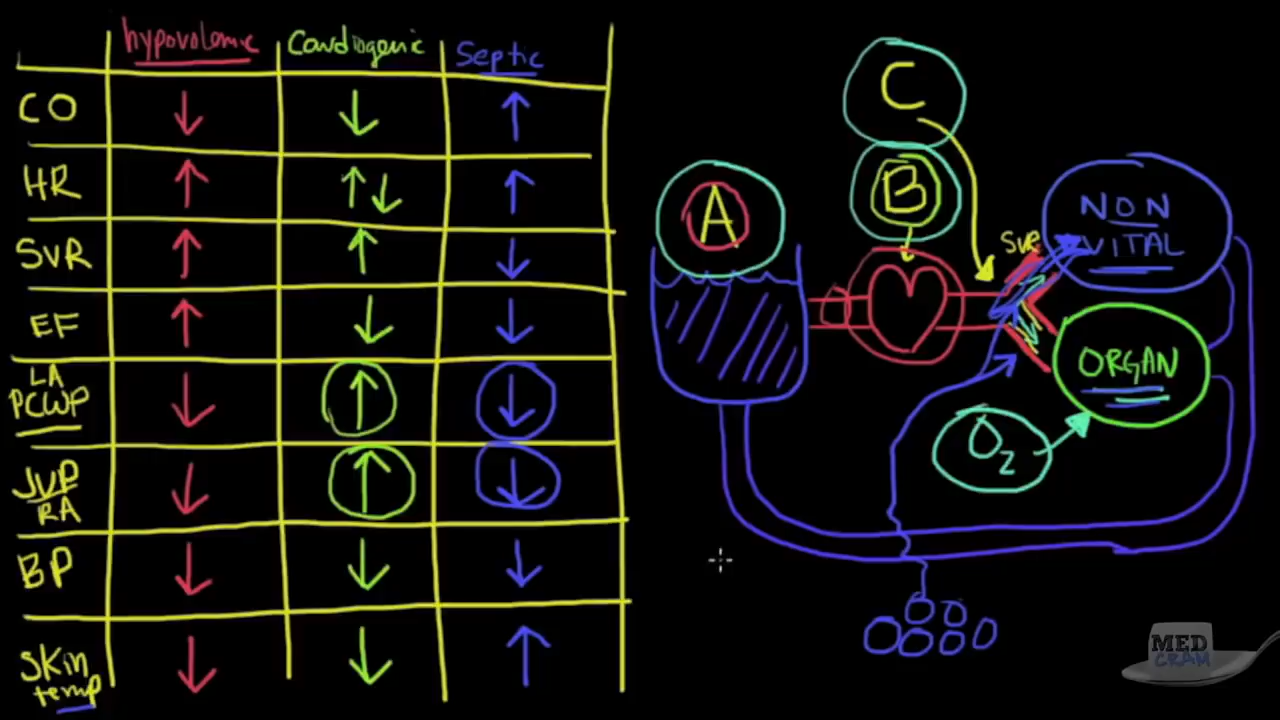 hypovolemic Cardiogenic Septic
CO ↓ ↓ ↑
HR ↑ ↑↓ ↑
SVR ↑ ↑ ↓
EF ↑ ↓ ↓
LA
PCWP ↓ ↑ ↓
JVP/
RA ↓ ↑ ↓
BP ↓ ↓ ↓
Skin
temp ↓ ↓ ↑
C
B
A
SVR
NON
VITAL
ORGAN
O2
MED
CRAM